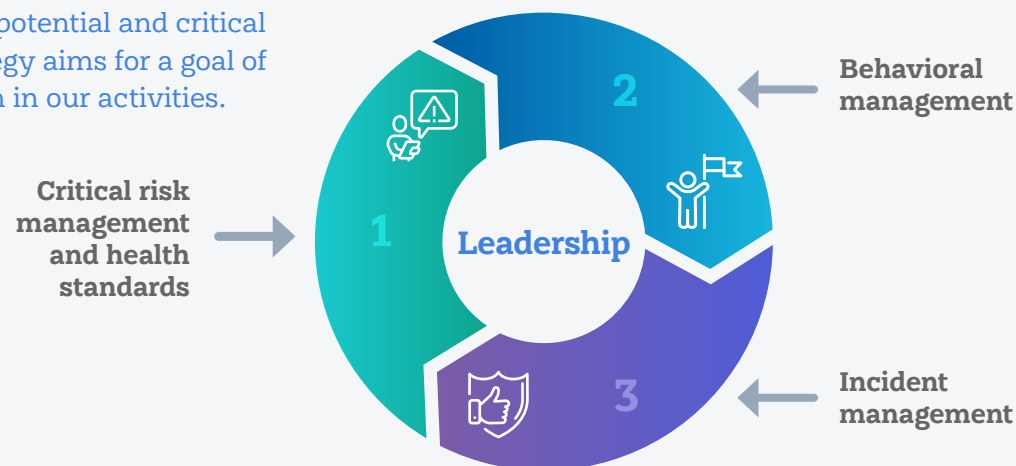 potential and critical
egy aims for a goal of
in our activities.
Critical risk
management
and health
standards
1
Leadership
2
Behavioral
management
3
Incident
management